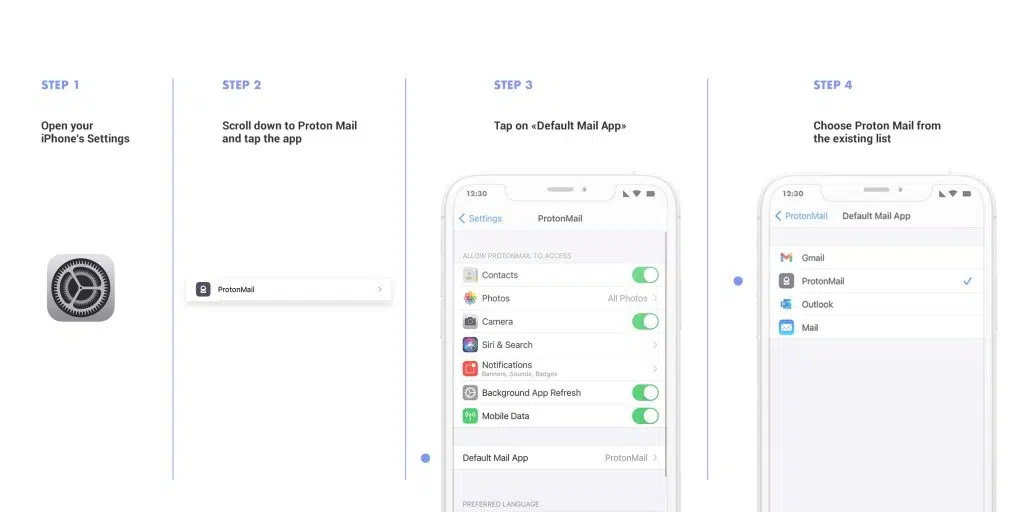 STEP 1
Open your
iPhone's Settings
STEP 2
Scroll down to Proton Mail
and tap the app
ProtonMail
STEP 3
Tap on «Default Mail App»
12:30
Settings
ProtonMail
ALLOW PROTONMAIL TO ACCESS
Contacts
Photos
All Photos
Camera
Siri & Search
Notifications
Banners, Sounds, Badges
Background App Refresh
Mobile Data
Default Mail App
ProtonMail
PREFERRED LANGUAGE
STEP 4
Choose Proton Mail from
the existing list
12:30
ProtonMail
Default Mail App
Gmail
ProtonMail
Outlook
Mail